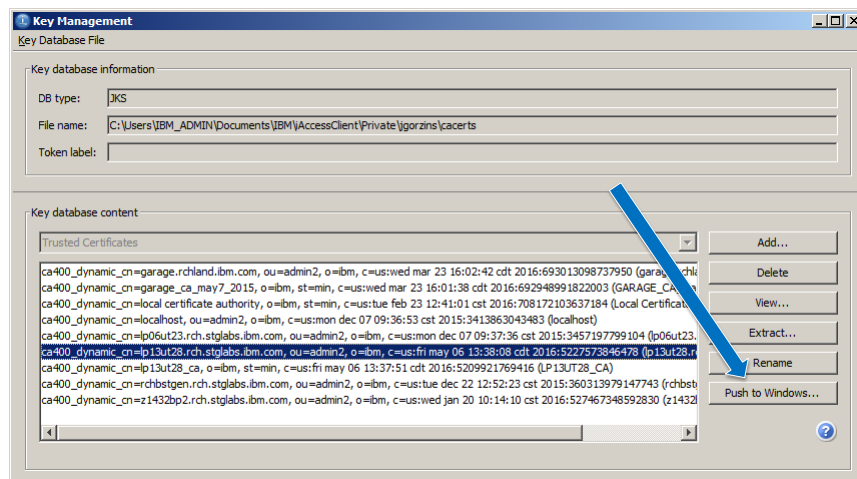 Key Management
Key Database File
Key database information
DB type: JKS
File name: C:\Users\IBM_ADMIN\Documents\IBM\iAccessClient\Private\jgorzins\cacerts
Token label:
Key database content
Trusted Certificates
Add...
ca400_dynamic_cn=garage.rchland.ibm.com, ou=admin2, o=ibm, c=us:wed mar 23 16:02:42 cdt 2016:693013098737950
Delete
ca400_dynamic_cn=garage_ca_may7_2015, o=ibm, st=min, c=us:wed mar 23 16:01:38 cdt 2016:692948991822003 (GARAGE_CA_
ca400_dynamic_cn=local certificate authority, o=ibm, st=min, c=us:tue feb 23 12:41:01 cst 2016:708172103637184 (Local Certificat
View...
ca400_dynamic_cn=localhost, ou=admin2, o=ibm, c=us:mon dec 07 09:36:53 cst 2015:3413863043483 (localhost)
ca400_dynamic_cn=lp06ut23.rch.stglabs.ibm.com, ou=admin2, o=ibm, c=us:mon dec 07 09:37:36 cst 2015:3457197799104 (lp06ut23.
Extract...
ca400_dynamic_cn=lp13ut28.rch.stglabs.ibm.com, ou=admin2, o=ibm, c=us:fri may 06 13:38:08 cdt 2016:5227573846478 (lp13ut28.r
ca400_dynamic_cn=lp13ut28_ca, o=ibm, st=min, c=us:fri may 06 13:37:51 cdt 2016:5209921769416 (LP13UT28_CA)
Rename
ca400_dynamic_cn=rchbstgen.rch.stglabs.ibm.com, ou=admin2, o=ibm, c=us:tue dec 22 12:52:23 cst 2015:360313979147743 (rchbst
ca400_dynamic_cn=z1432bp2.rch.stglabs.ibm.com, ou=admin2, o=ibm, c=us:wed jan 20 10:14:10 cst 2016:527467348592830 (z1432
Push to Windows...